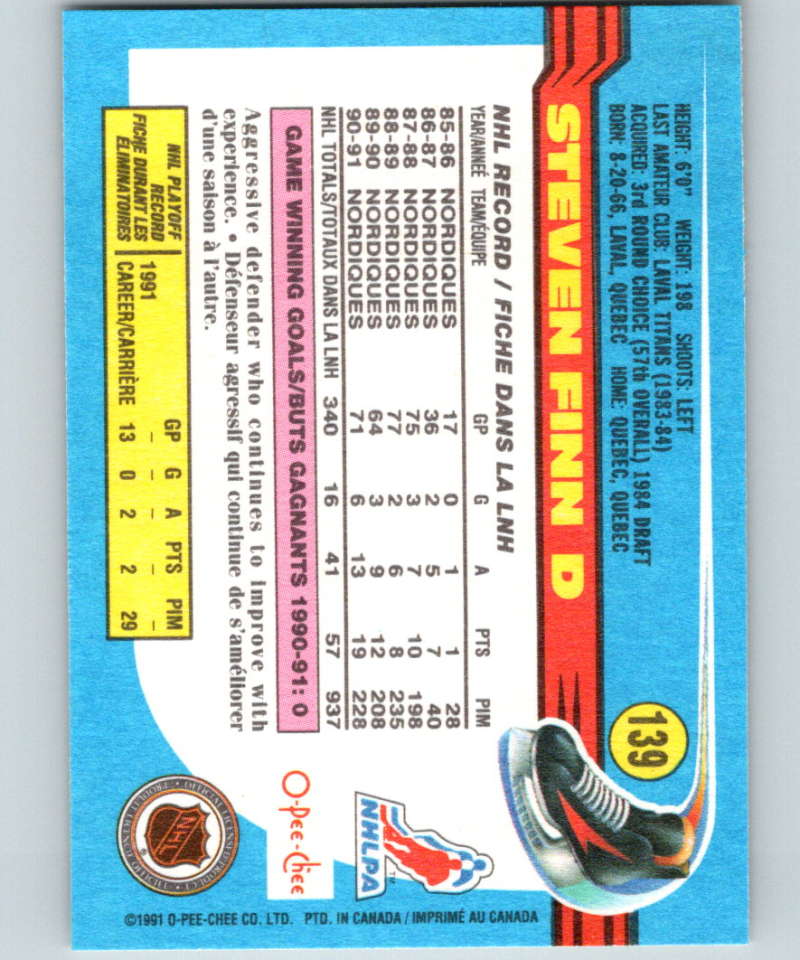 HEIGHT: 6'0" WEIGHT: 198 SHOOTS: LEFT
LAST AMATEUR CLUB: LAVAL TITANS (1983-84)
ACQUIRED: 3rd ROUND CHOICE (57th OVERALL) 1984 DRAFT
BORN: 8-20-66, LAVAL, QUEBEC HOME: QUEBEC, QUEBEC
139
STEVEN FINN D
NHL RECORD / FICHE DANS LA LNH
YEAR/ANNÉE TEAM/ÉQUIPE GP G A PTS PIM
85-86 NORDIQUES 17 0 1 1 28
86-87 NORDIQUES 36 2 5 7 40
87-88 NORDIQUES 75 3 7 10 198
88-89 NORDIQUES 77 2 6 8 235
89-90 NORDIQUES 64 3 9 12 208
90-91 NORDIQUES 71 6 13 19 228
NHL TOTALS/TOTAUX DANS LA LNH 340 16 41 57 937
GAME WINNING GOALS/BUTS GAGNANTS 1990-91: 0
Aggressive defender who continues to improve with
experience. • Défenseur agressif qui continue de s'améliorer
d'une saison à l'autre.
NHL PLAYOFF
RECORD
FICHE DURANT LES
ÉLIMINATOIRES
GP G A PTS PIM
1991 – – – – –
CAREER/CARRIÈRE 13 0 2 2 29
NHLPA
TM
O-Pee-Chee
NHL
®
©1991 O-PEE-CHEE CO. LTD. PTD. IN CANADA / IMPRIMÉ AU CANADA